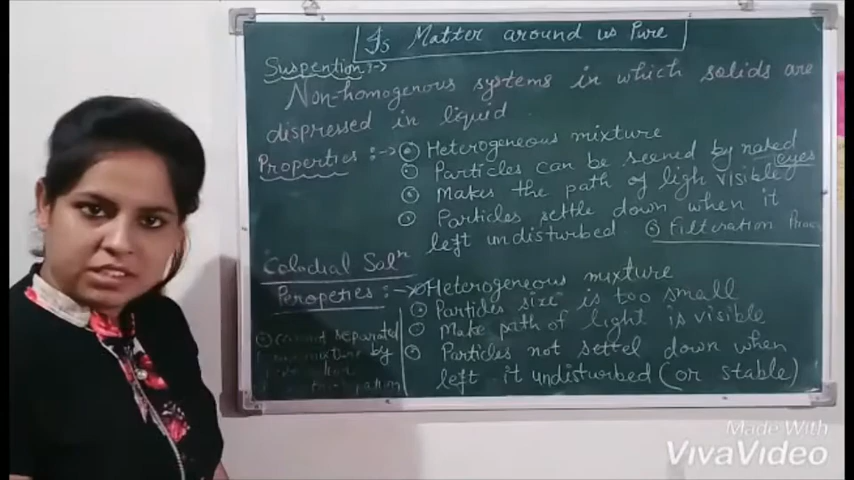 Is Matter around us Pure
Suspention :->
Non-homogenous systems in which solids are
dispressed in liquid
Properties :-> Heterogeneous mixture
Particles can be seened by naked eyes
Makes the path of ligh visible
Particles settle down when it
left undisturbed Filteration Process
Colodial Solⁿ
Peropeties :-> Heterogeneous mixture
Particles size is too small
Make path of light is visible
Particles not settel down when
left it undisturbed (or stable)
cannot separated
by
Made With
VivaVideo